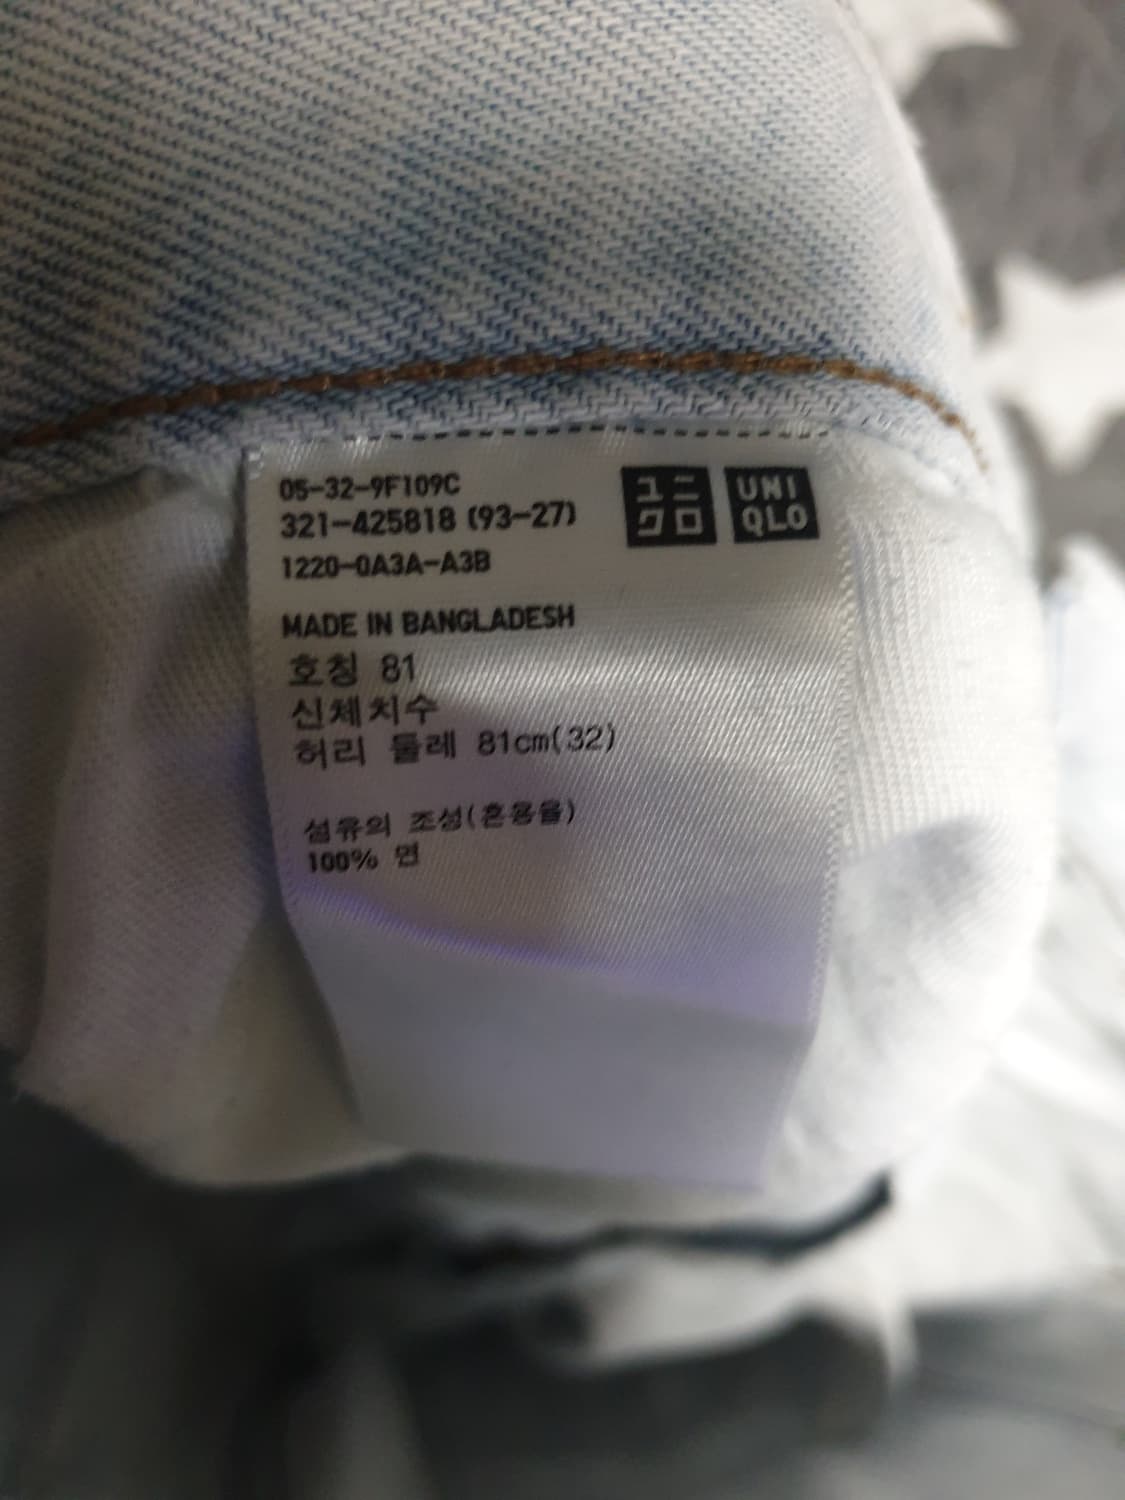 05-32-9F109C
321-425818 (93-27)
1220-0A3A-A3B
ユニクロ
UNIQLO
MADE IN BANGLADESH
호칭 81
신체치수
허리 둘레 81cm(32)
섬유의 조성(혼용율)
100% 면